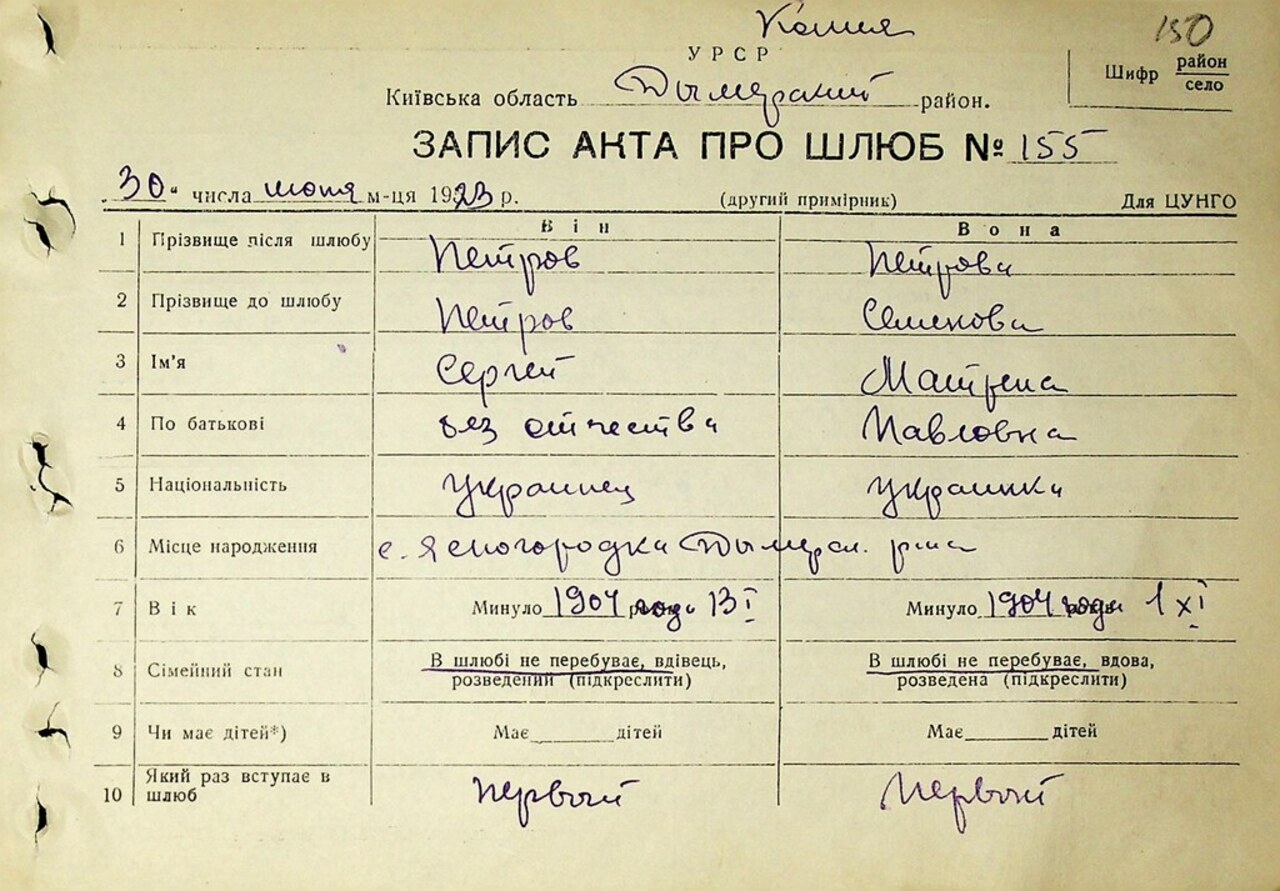 Копия
150
УРСР
Шифр район село
Київська область Дымерский район.
ЗАПИС АКТА ПРО ШЛЮБ № 155
„30“ числа июля м-ця 1923 р. (другий примірник) Для ЦУНГО
Він Вона
1 Прізвище після шлюбу Петров Петрова
2 Прізвище до шлюбу Петров Семенова
3 Ім'я Сергей Матрена
4 По батькові без отчества Павловна
5 Національність украинец украинка
6 Місце народження с. Ясногородка Дымерск. р-на
7 Вік Минуло 1904 года 13 I Минуло 1904 года 1 XI
8 Сімейний стан В шлюбі не перебуває, вдівець, В шлюбі не перебуває, вдова,
розведений (підкреслити) розведена (підкреслити)
9 Чи має дітей*) Має дітей Має дітей
10 Який раз вступає в шлюб первый первый